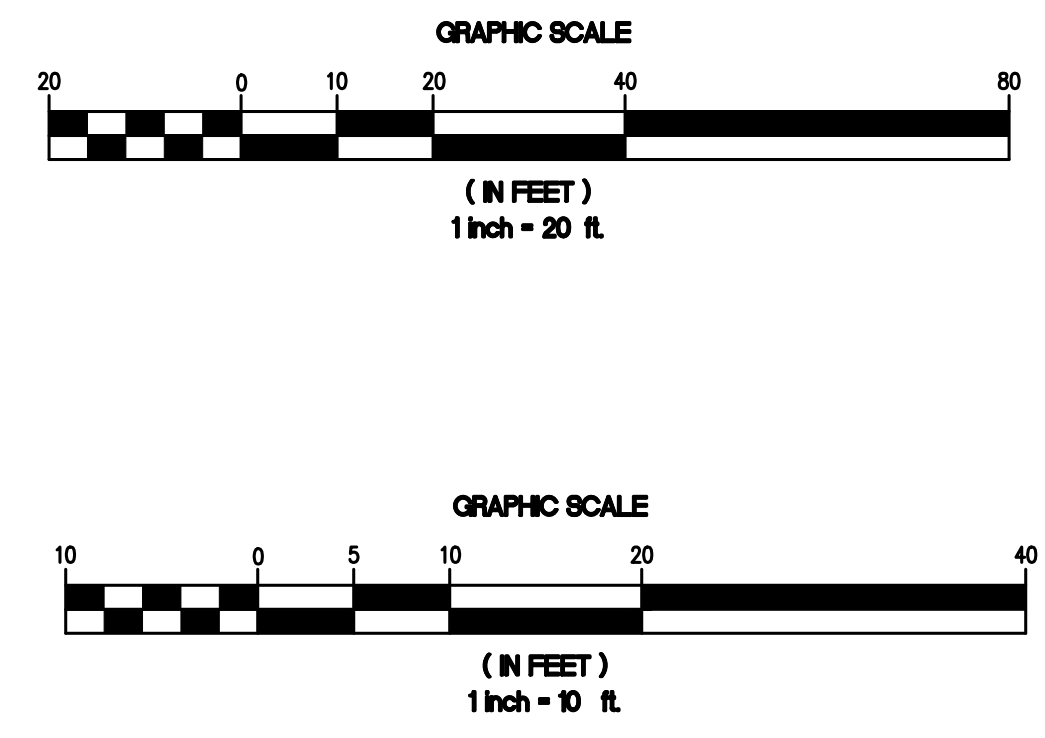 GRAPHIC SCALE
20 0 10 20 40 80
( IN FEET )
1 inch = 20 ft.
GRAPHIC SCALE
10 0 5 10 20 40
( IN FEET )
1 inch = 10 ft.